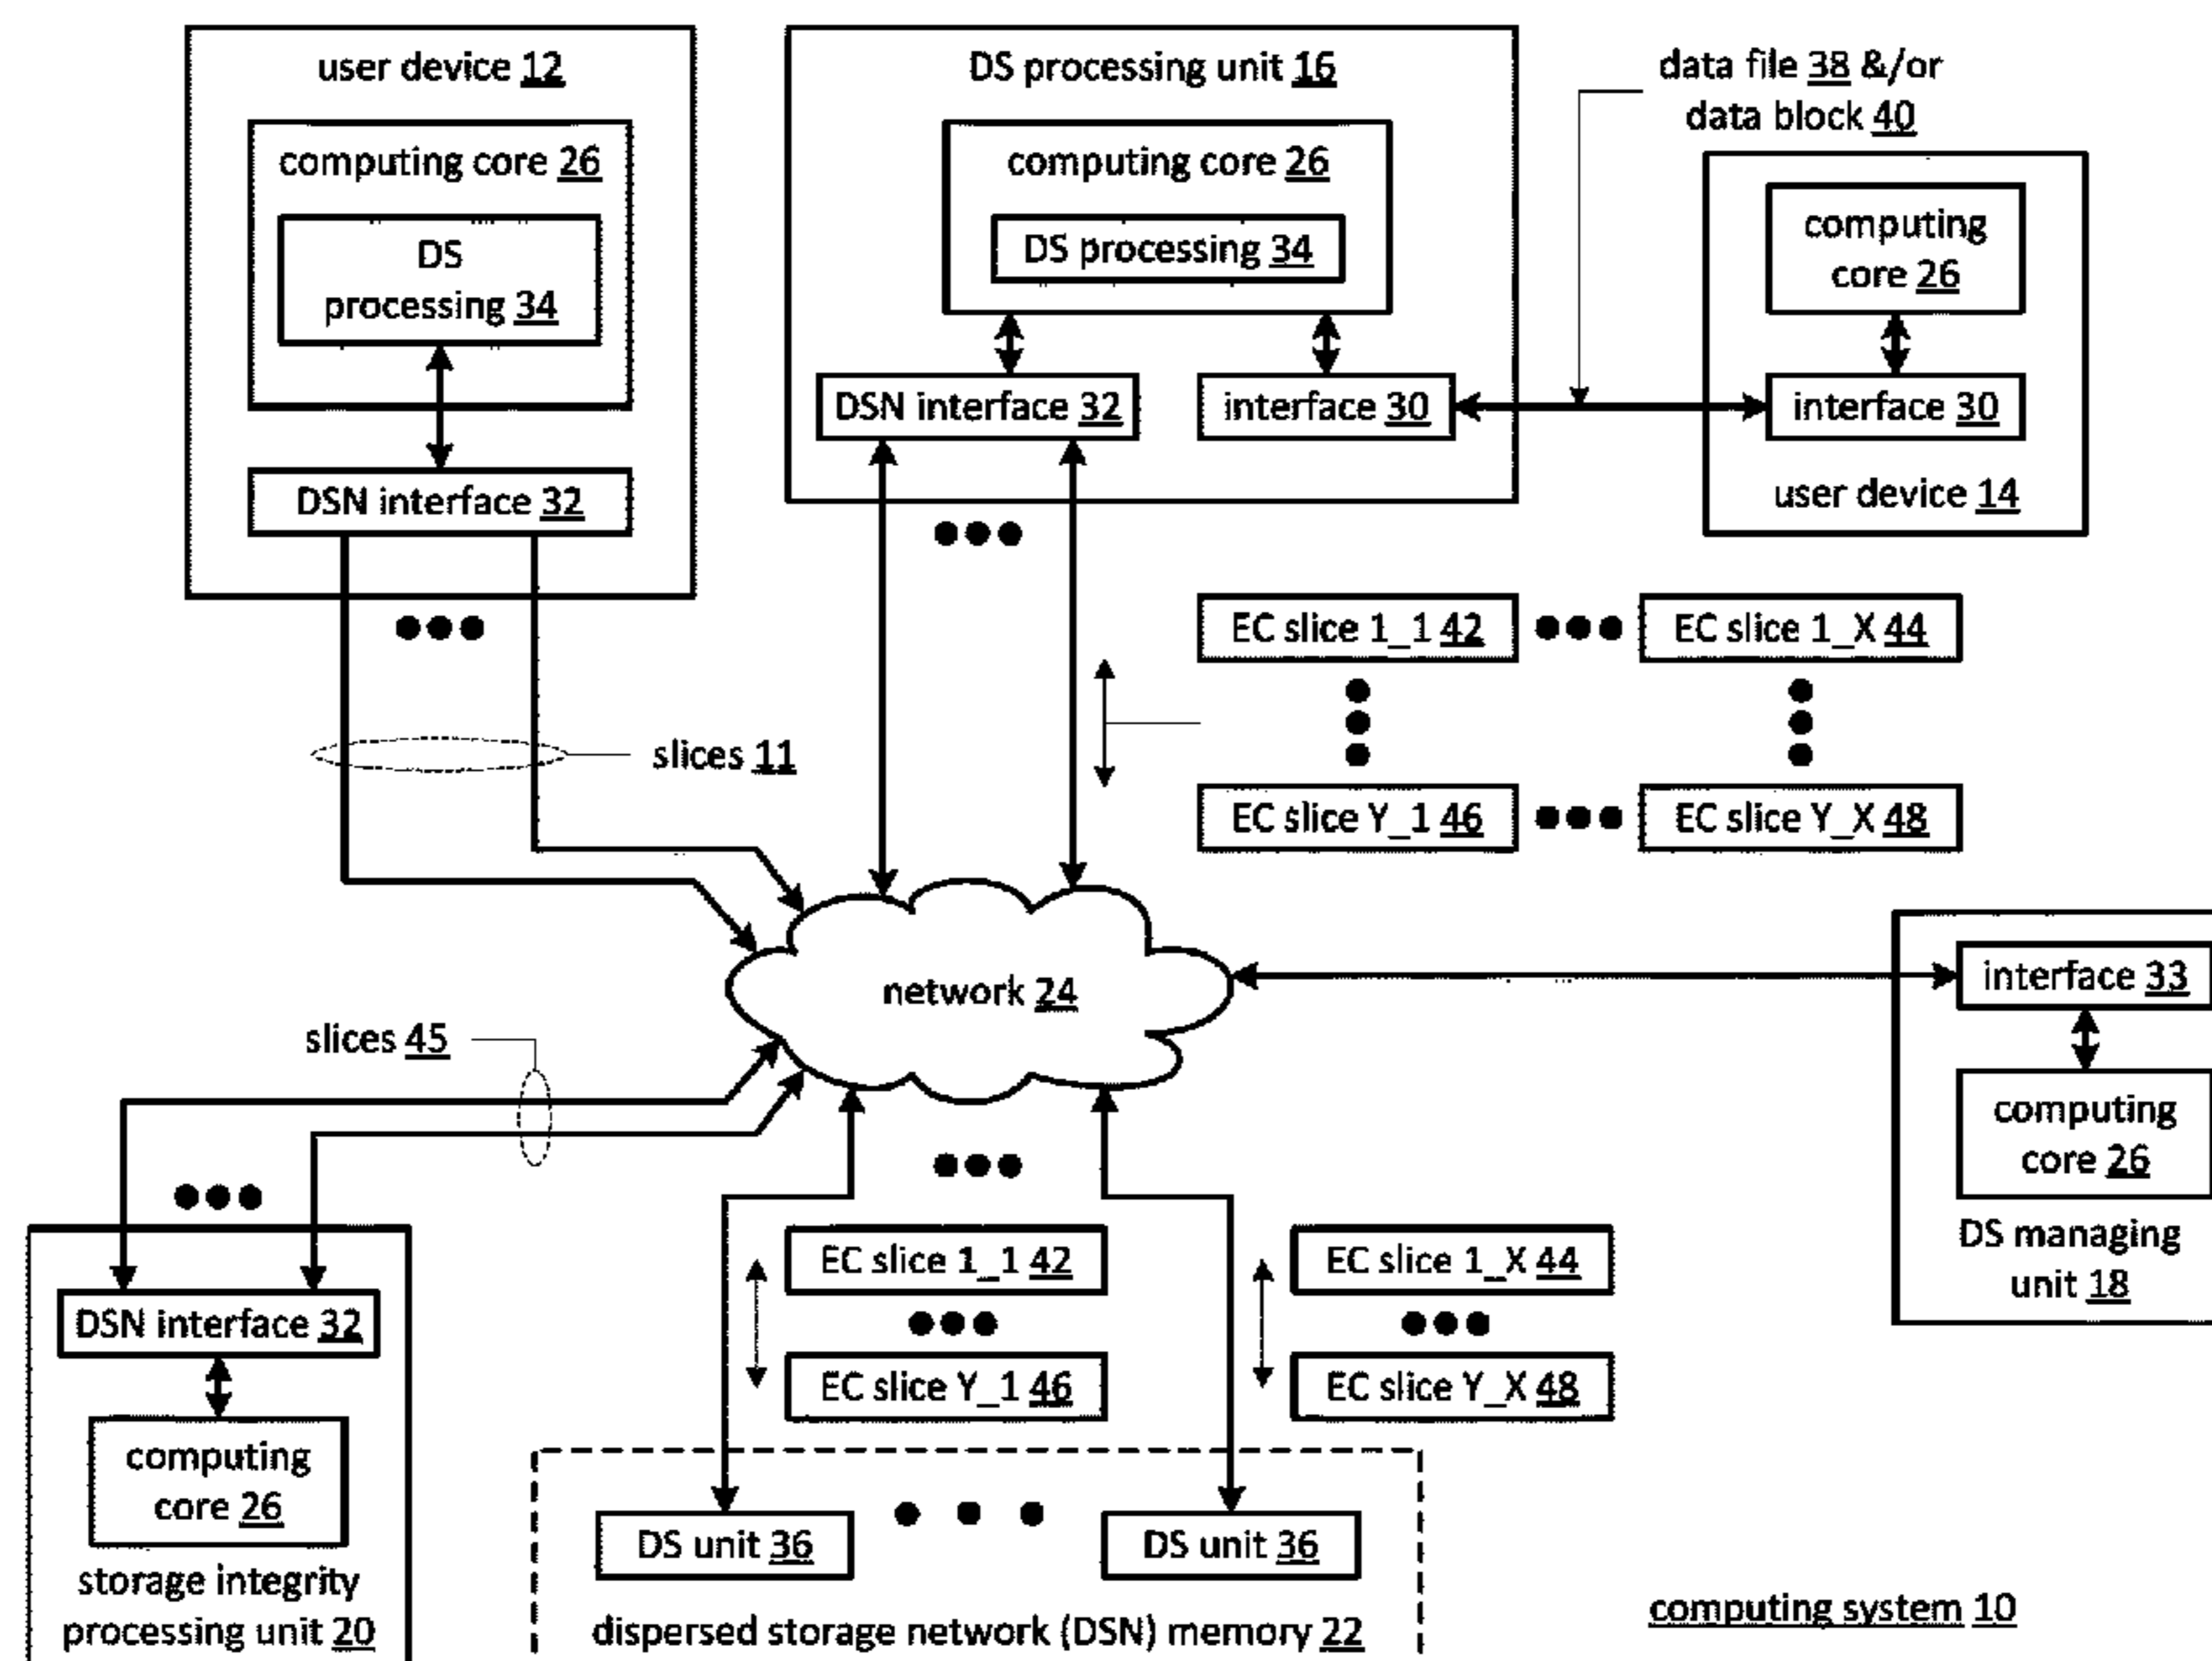 user device 12
computing core 26
DS
processing 34
DSN interface 32
DS processing unit 16
computing core 26
DS processing 34
DSN interface 32
interface 30
data file 38 &/or
data block 40
computing
core 26
interface 30
user device 14
slices 11
EC slice 1_1 42
EC slice 1_X 44
EC slice Y_1 46
EC slice Y_X 48
network 24
interface 33
computing
core 26
DS managing
unit 18
slices 45
DSN interface 32
computing
core 26
storage integrity
processing unit 20
EC slice 1_1 42
EC slice 1_X 44
EC slice Y_1 46
EC slice Y_X 48
DS unit 36
DS unit 36
dispersed storage network (DSN) memory 22
computing system 10